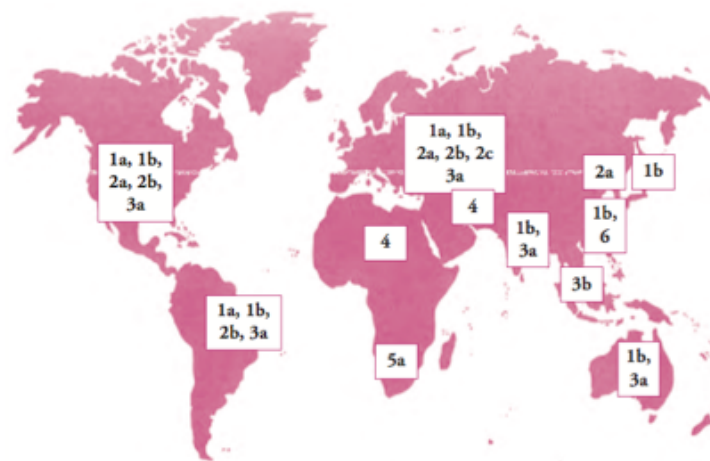 1a, 1b,
2a, 2b,
3a
1a, 1b,
2b, 3a
1a, 1b,
2a, 2b, 2c
3a
4
4
5a
1b,
3a
2a
1b
1b,
6
3b
1b,
3a